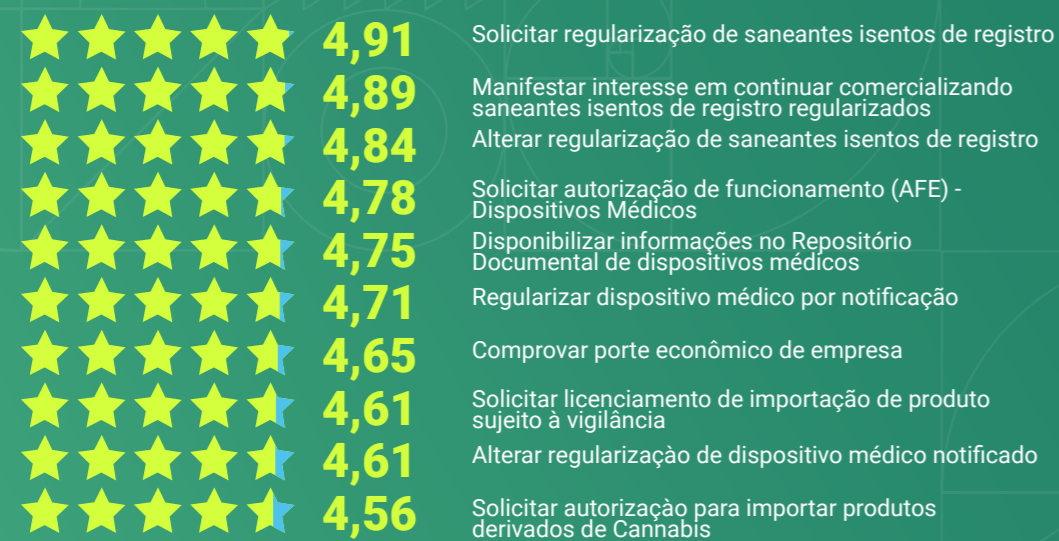 4,91 Solicitar regularização de saneantes isentos de registro
4,89 Manifestar interesse em continuar comercializando
saneantes isentos de registro regularizados
4,84 Alterar regularização de saneantes isentos de registro
4,78 Solicitar autorização de funcionamento (AFE) -
Dispositivos Médicos
4,75 Disponibilizar informações no Repositório
Documental de dispositivos médicos
4,71 Regularizar dispositivo médico por notificação
4,65 Comprovar porte econômico de empresa
4,61 Solicitar licenciamento de importação de produto
sujeito à vigilância
4,61 Alterar regularizaçào de dispositivo médico notificado
4,56 Solicitar autorizaçào para importar produtos
derivados de Cannabis